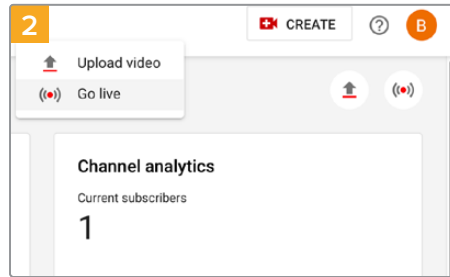 2
CREATE
?
B
Upload video
Go live
Channel analytics
Current subscribers
1